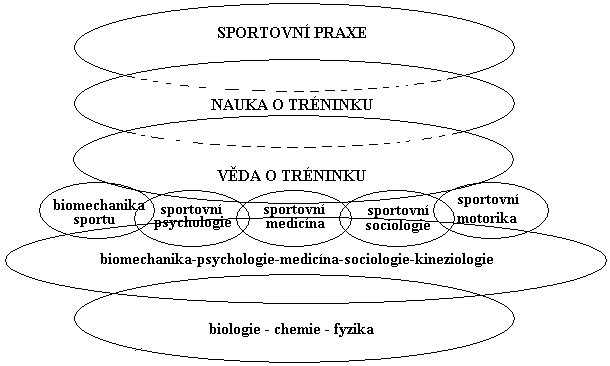 SPORTOVNÍ PRAXE
NAUKA O TRÉNINKU
VĚDA O TRÉNINKU
biomechanika
sportu
sportovní
psychologie
sportovní
medicína
sportovní
sociologie
sportovní
motorika
biomechanika-psychologie-medicína-sociologie-kineziologie
biologie - chemie - fyzika